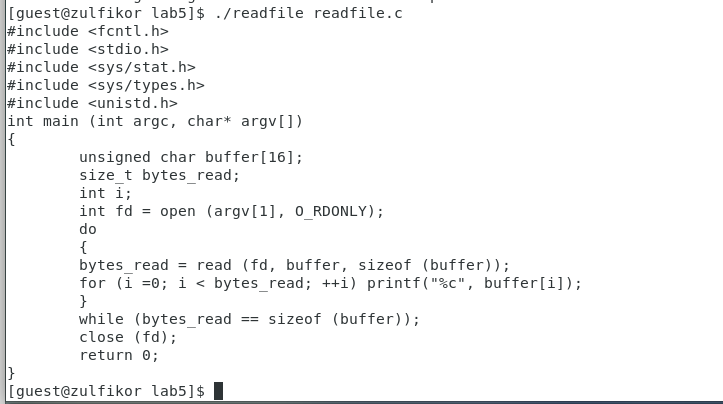 [guest@zulfikor lab5]$ ./readfile readfile.c
#include <fcntl.h>
#include <stdio.h>
#include <sys/stat.h>
#include <sys/types.h>
#include <unistd.h>
int main (int argc, char* argv[])
{
        unsigned char buffer[16];
        size_t bytes_read;
        int i;
        int fd = open (argv[1], O_RDONLY);
        do
        {
        bytes_read = read (fd, buffer, sizeof (buffer));
        for (i =0; i < bytes_read; ++i) printf("%c", buffer[i]);
        }
        while (bytes_read == sizeof (buffer));
        close (fd);
        return 0;
}
[guest@zulfikor lab5]$